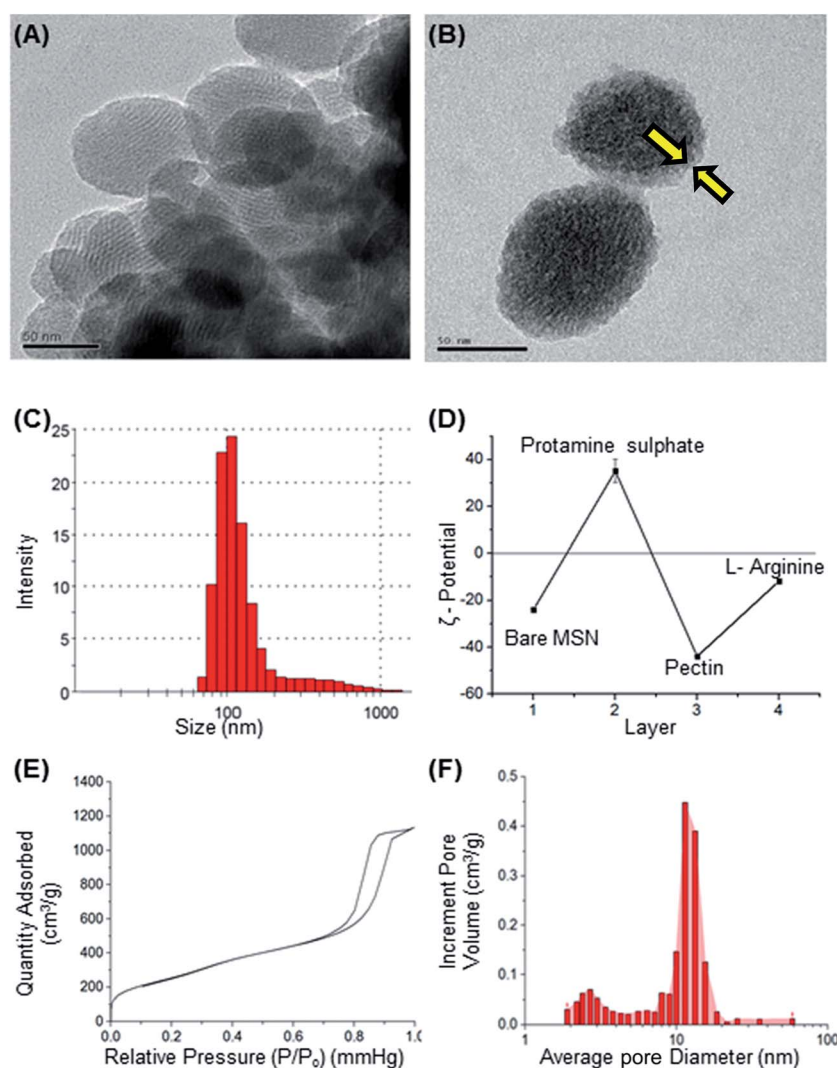 (A)
50 nm
(B)
50 nm
(C)
25
20
15
10
5
0
Intensity
100
1000
Size (nm)
(D)
40
20
0
-20
-40
-60
ζ - Potential
Protamine sulphate
Bare MSN
Pectin
L- Arginine
1
2
3
4
Layer
(E)
1400
1200
1000
800
600
400
200
0
Quantity Adsorbed
(cm³/g)
0.0
0.2
0.4
0.6
0.8
1.0
Relative Pressure (P/P₀) (mmHg)
(F)
0.5
0.4
0.3
0.2
0.1
0.0
Increment Pore
Volume (cm³/g)
1
10
100
Average pore Diameter (nm)